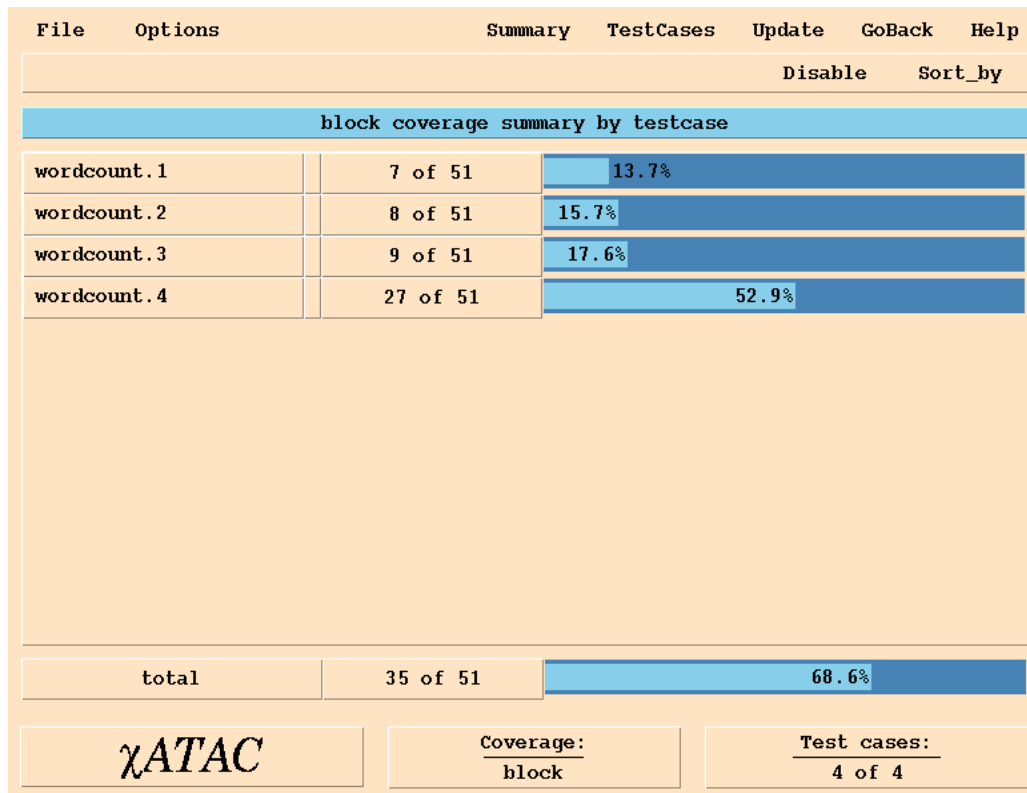 File Options Summary TestCases Update GoBack Help
Disable Sort_by
block coverage summary by testcase
wordcount.1 7 of 51 13.7%
wordcount.2 8 of 51 15.7%
wordcount.3 9 of 51 17.6%
wordcount.4 27 of 51 52.9%
total 35 of 51 68.6%
χATAC Coverage: Test cases:
block 4 of 4